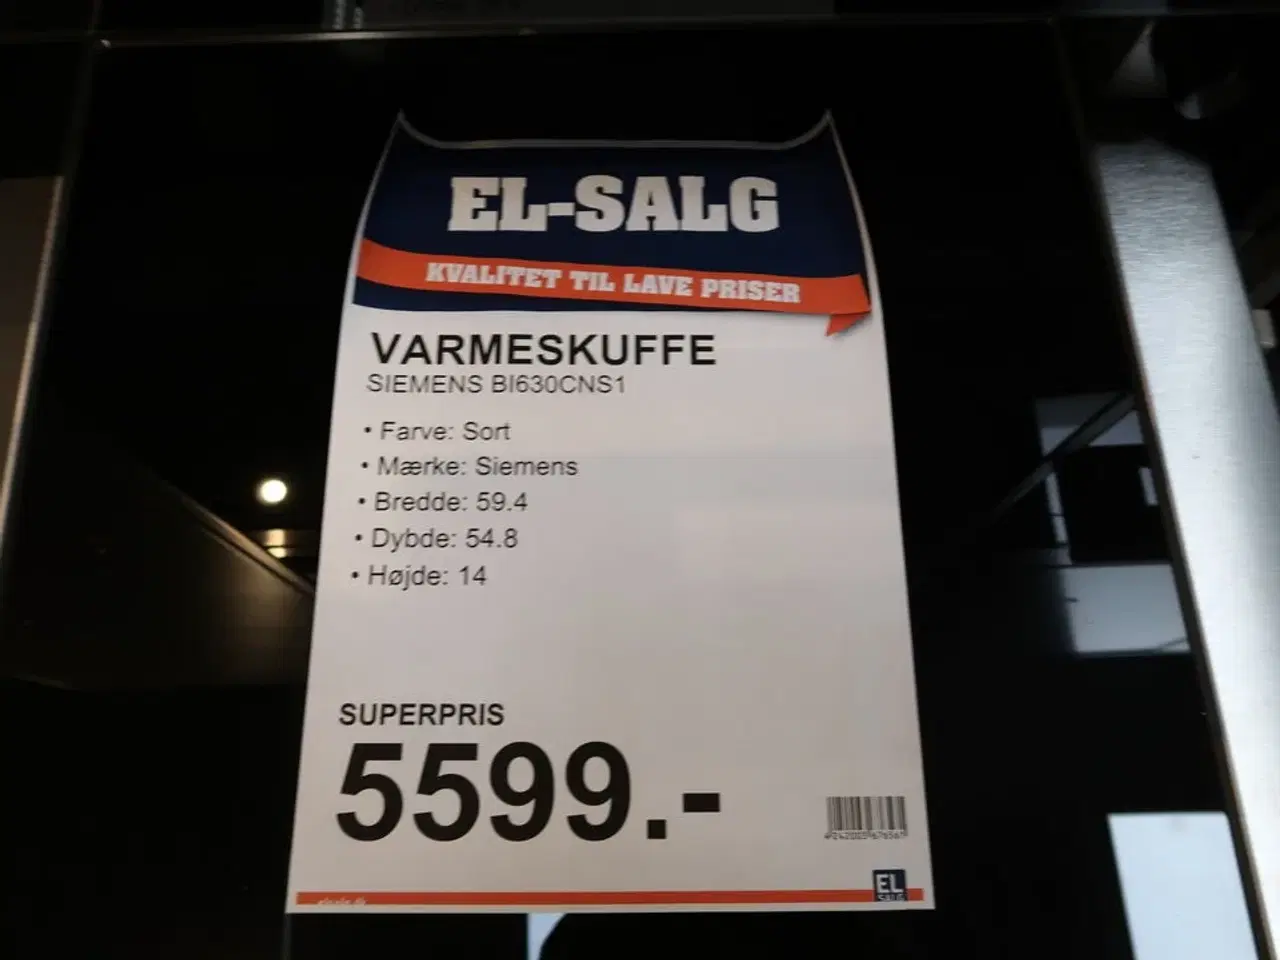 EL-SALG
KVALITET TIL LAVE PRISER
VARMESKUFFE
SIEMENS BI630CNS1
• Farve: Sort
• Mærke: Siemens
• Bredde: 59.4
• Dybde: 54.8
• Højde: 14
SUPERPRIS
5599.-
EL
SALG